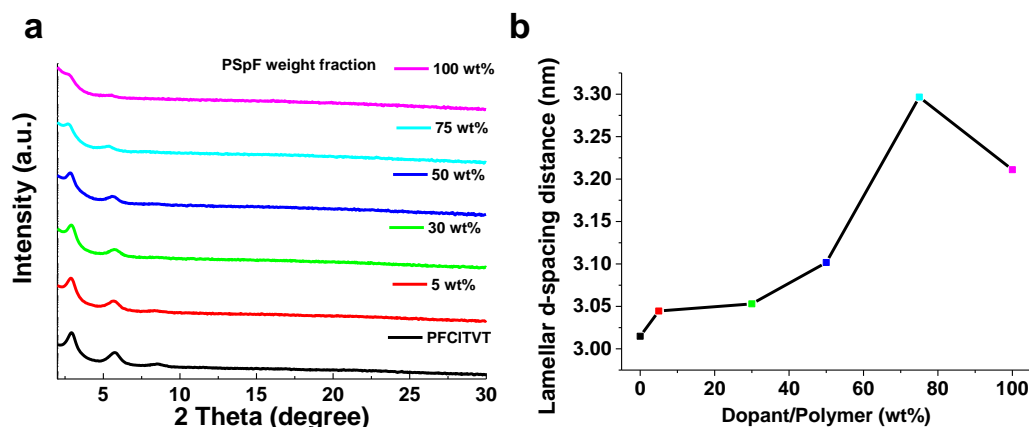 a
PSpF weight fraction
100 wt%
75 wt%
50 wt%
30 wt%
5 wt%
PFClTVT
Intensity (a.u.)
5
10
15
20
25
30
2 Theta (degree)
b
Lamellar d-spacing distance (nm)
3.30
3.25
3.20
3.15
3.10
3.05
3.00
0
20
40
60
80
100
Dopant/Polymer (wt%)